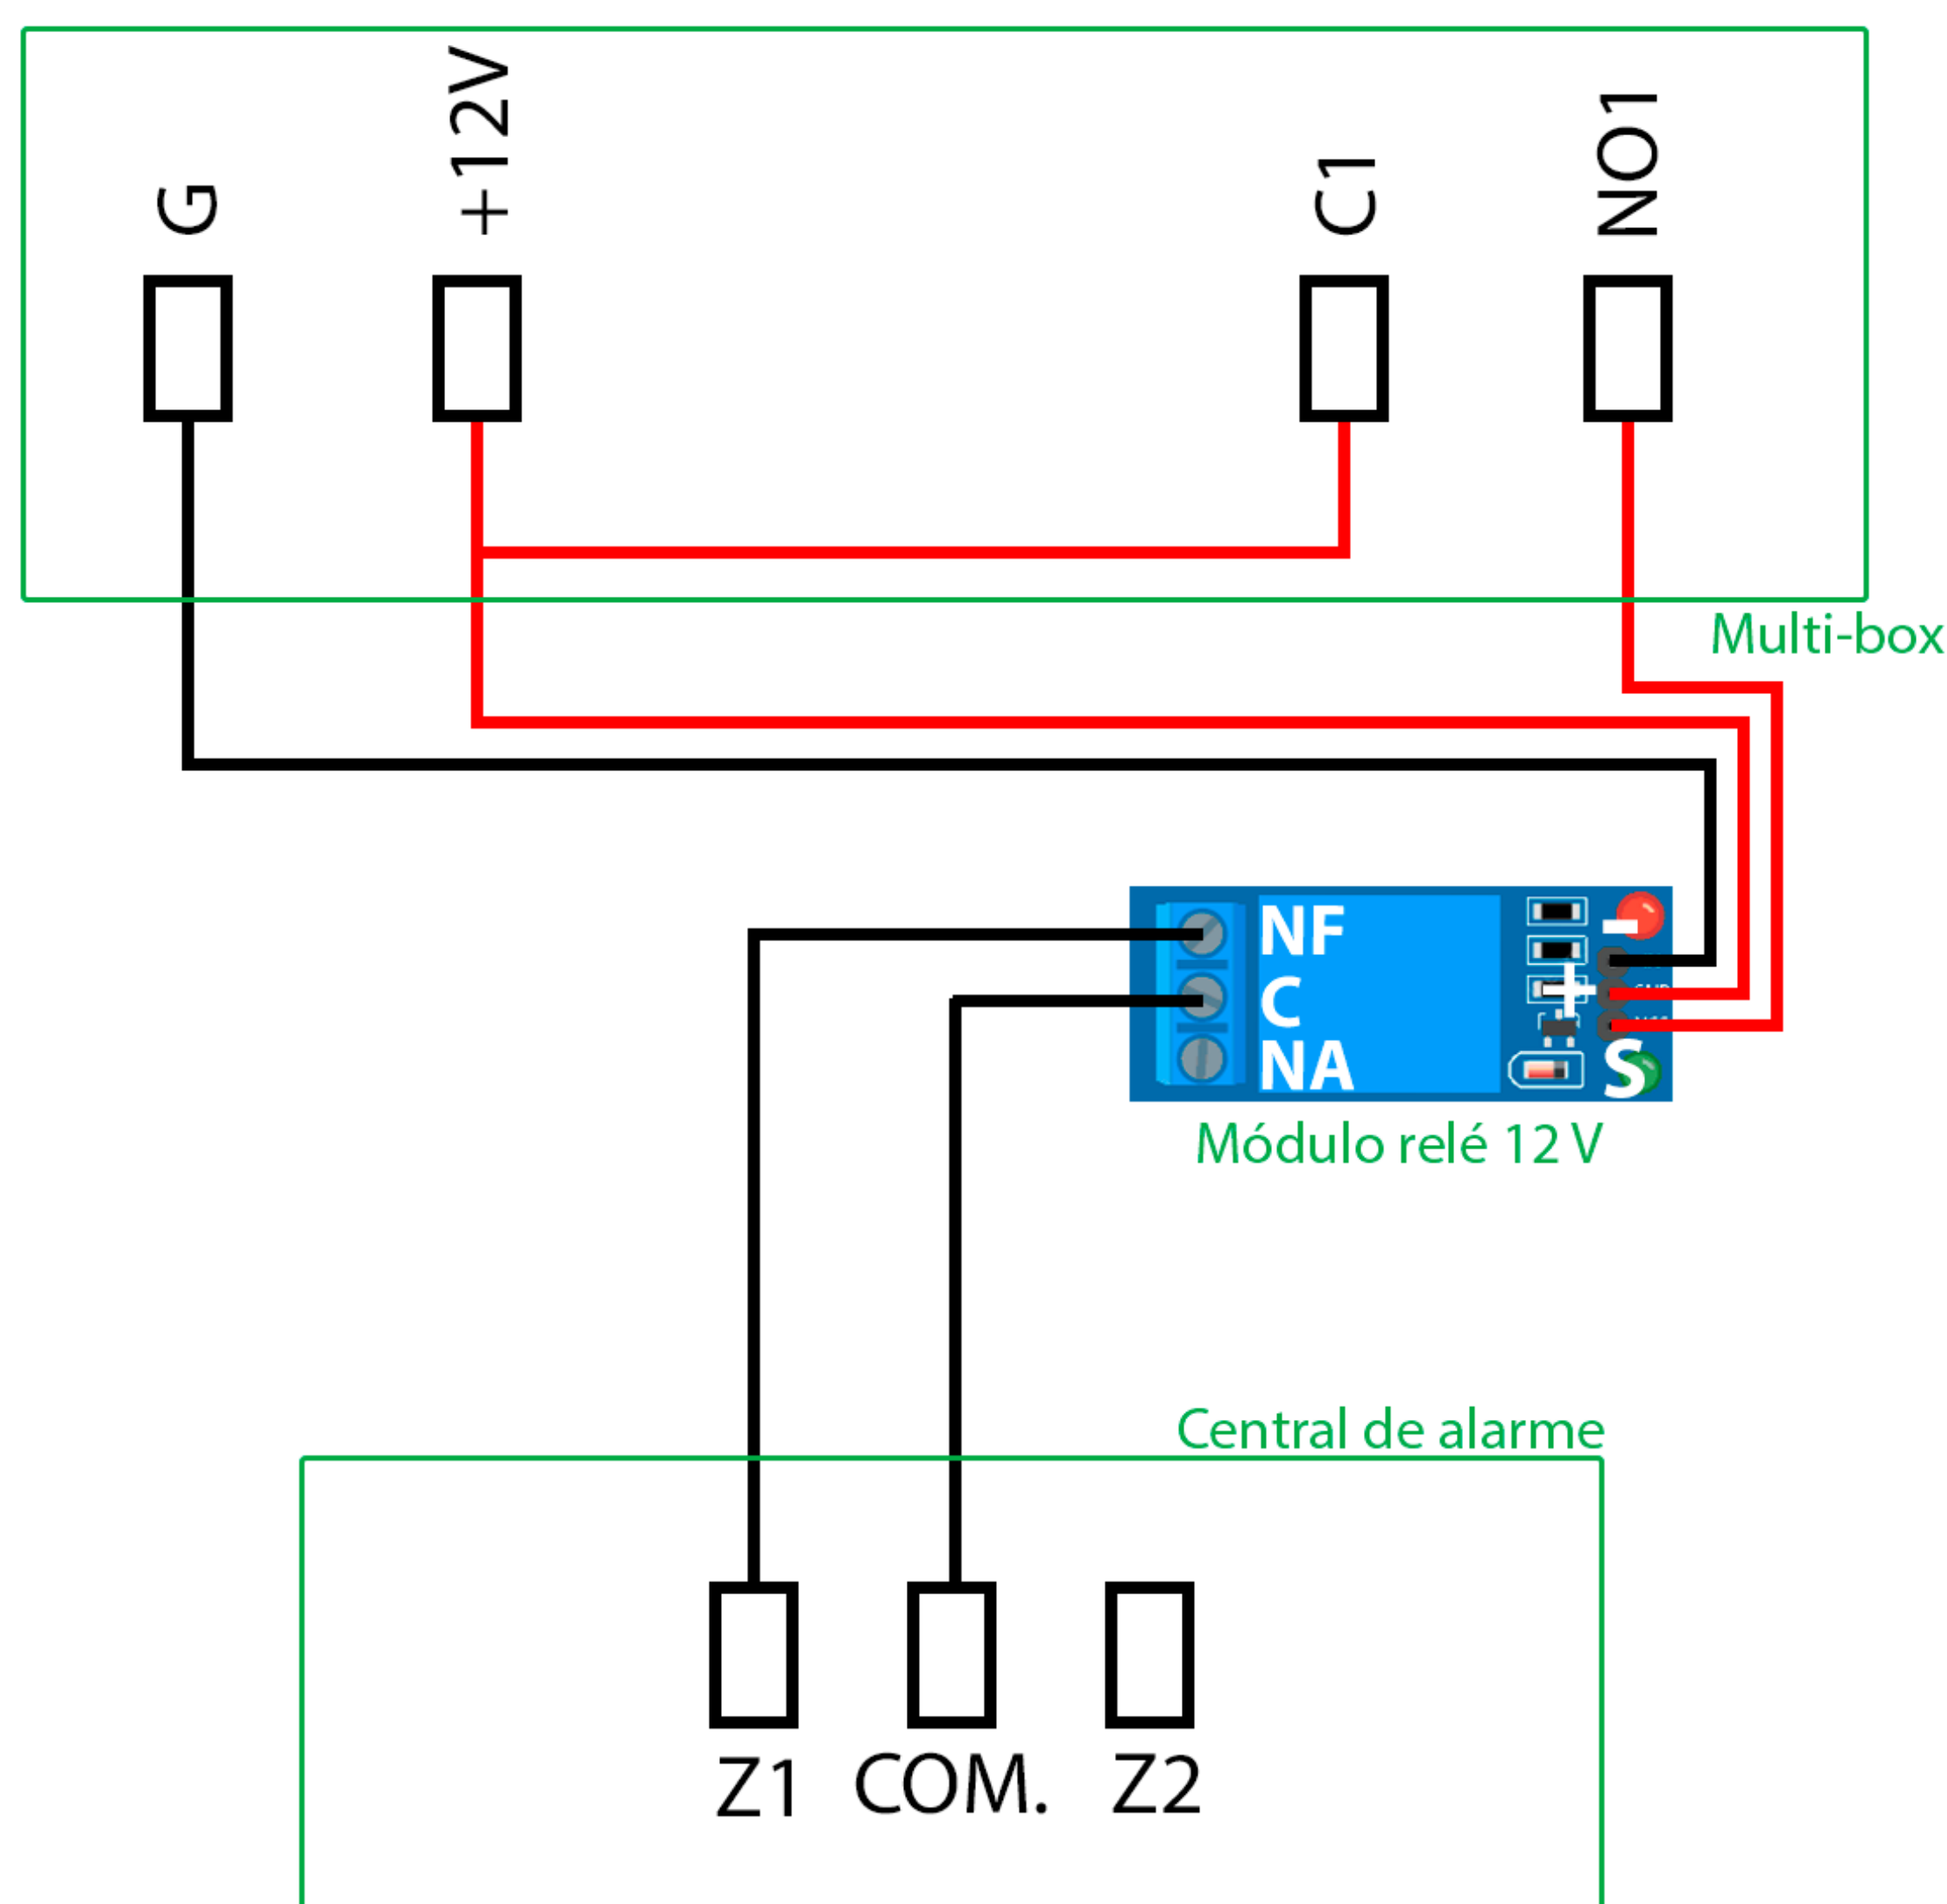 G
+12V
C1
NO1
Multi-box
NF
C
NA
-
+
S
Módulo relé 12 V
Central de alarme
Z1
COM.
Z2